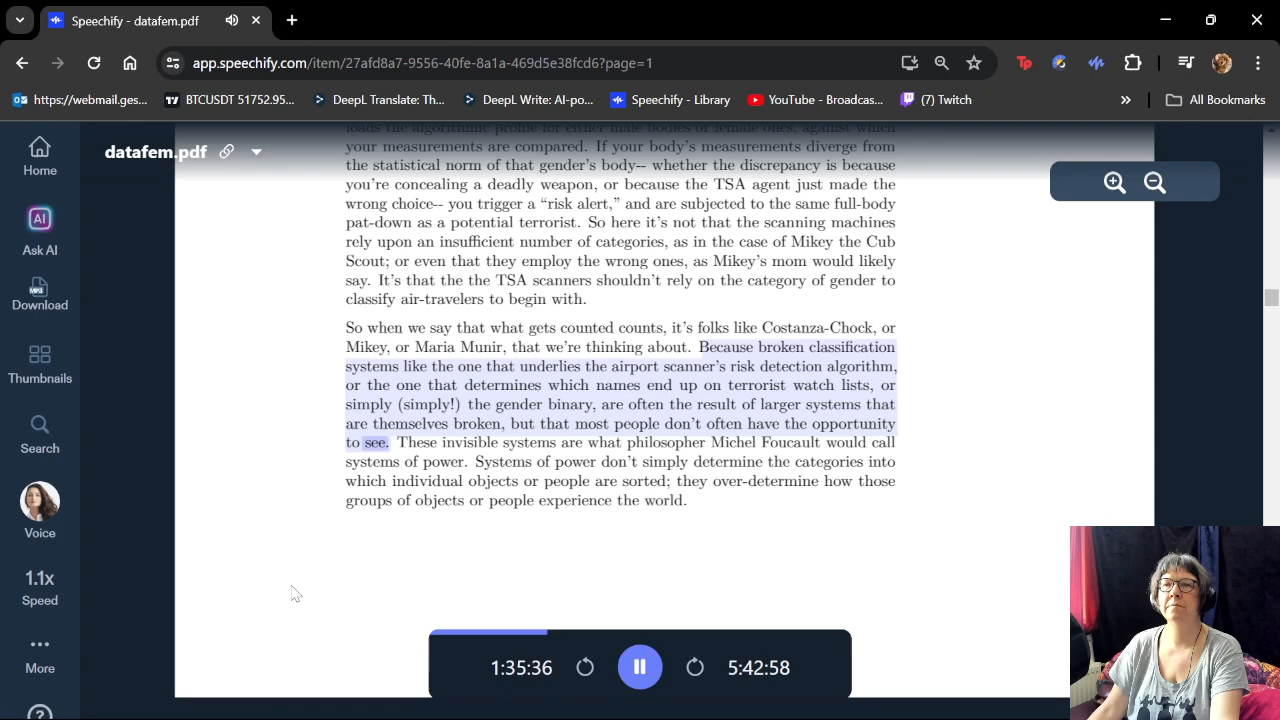 Speechify - datafem.pdf
app.speechify.com/item/27afd8a7-9556-40fe-8a1a-469d5e38fcd6?page=1
https://webmail.ges...
BTCUSDT 51752.95...
DeepL Translate: Th...
DeepL Write: AI-po...
Speechify - Library
YouTube - Broadcas...
(7) Twitch
»
All Bookmarks
Home
AI
Ask AI
MP3
Download
Thumbnails
Search
Voice
1.1x
Speed
More
datafem.pdf
loads the algorithmic profile for either male bodies or female ones, against which
your measurements are compared. If your body's measurements diverge from
the statistical norm of that gender's body-- whether the discrepancy is because
you're concealing a deadly weapon, or because the TSA agent just made the
wrong choice-- you trigger a “risk alert,” and are subjected to the same full-body
pat-down as a potential terrorist. So here it's not that the scanning machines
rely upon an insufficient number of categories, as in the case of Mikey the Cub
Scout; or even that they employ the wrong ones, as Mikey's mom would likely
say. It's that the the TSA scanners shouldn't rely on the category of gender to
classify air-travelers to begin with.
So when we say that what gets counted counts, it's folks like Costanza-Chock, or
Mikey, or Maria Munir, that we're thinking about. Because broken classification
systems like the one that underlies the airport scanner's risk detection algorithm,
or the one that determines which names end up on terrorist watch lists, or
simply (simply!) the gender binary, are often the result of larger systems that
are themselves broken, but that most people don't often have the opportunity
to see. These invisible systems are what philosopher Michel Foucault would call
systems of power. Systems of power don't simply determine the categories into
which individual objects or people are sorted; they over-determine how those
groups of objects or people experience the world.
1:35:36
5:42:58